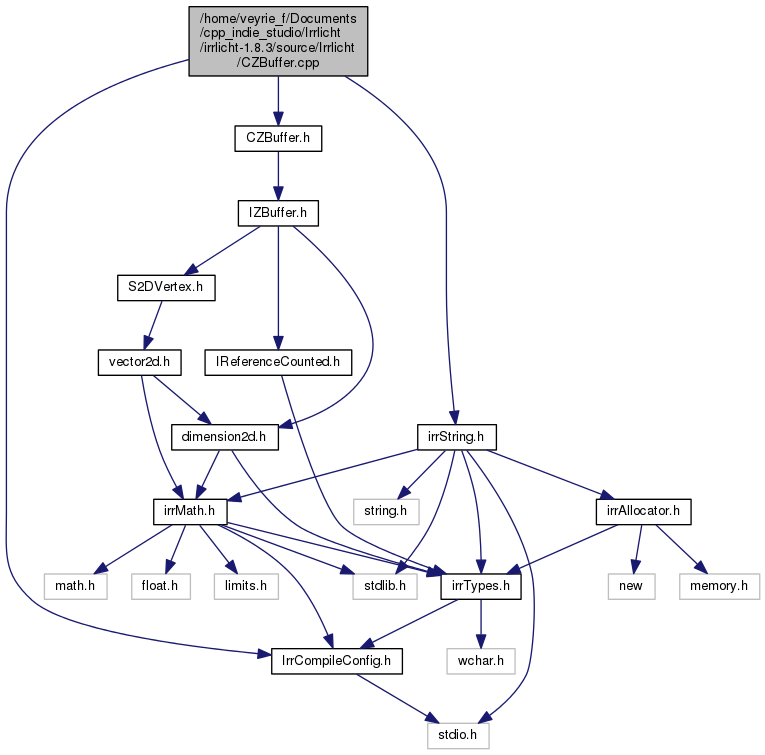 /home/veyrie_f/Documents
/cpp_indie_studio/Irrlicht
/irrlicht-1.8.3/source/Irrlicht
/CZBuffer.cpp
CZBuffer.h
IZBuffer.h
S2DVertex.h
vector2d.h
IReferenceCounted.h
dimension2d.h
irrString.h
irrMath.h
string.h
irrAllocator.h
math.h
float.h
limits.h
stdlib.h
irrTypes.h
new
memory.h
IrrCompileConfig.h
wchar.h
stdio.h